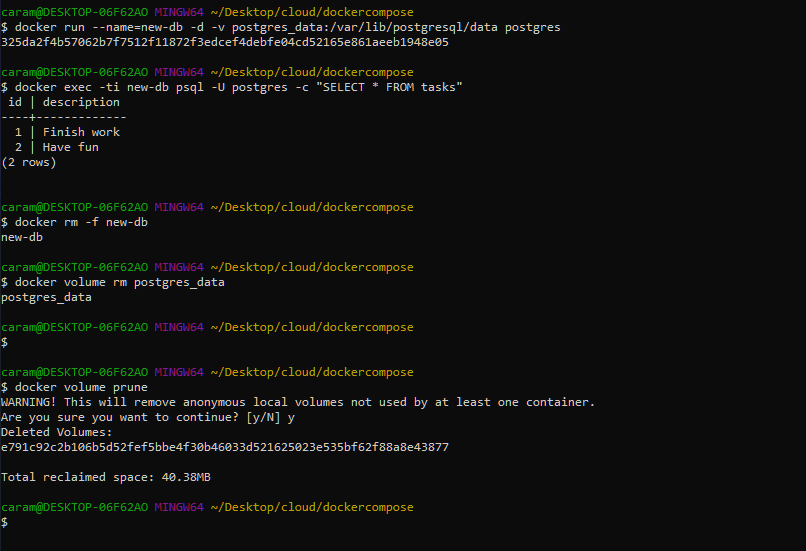 caram@DESKTOP-06F62AO MINGW64 ~/Desktop/cloud/dockercompose
$ docker run --name=new-db -d -v postgres_data:/var/lib/postgresql/data postgres
325da2f4b57062b7f7512f11872f3edcef4debfe04cd52165e861aeeb1948e05
caram@DESKTOP-06F62AO MINGW64 ~/Desktop/cloud/dockercompose
$ docker exec -ti new-db psql -U postgres -c "SELECT * FROM tasks"
 id | description
----+-------------
  1 | Finish work
  2 | Have fun
(2 rows)
caram@DESKTOP-06F62AO MINGW64 ~/Desktop/cloud/dockercompose
$ docker rm -f new-db
new-db
caram@DESKTOP-06F62AO MINGW64 ~/Desktop/cloud/dockercompose
$ docker volume rm postgres_data
postgres_data
caram@DESKTOP-06F62AO MINGW64 ~/Desktop/cloud/dockercompose
$
caram@DESKTOP-06F62AO MINGW64 ~/Desktop/cloud/dockercompose
$ docker volume prune
WARNING! This will remove anonymous local volumes not used by at least one container.
Are you sure you want to continue? [y/N] y
Deleted Volumes:
e791c92c2b106b5d52fef5bbe4f30b46033d521625023e535bf62f88a8e43877
Total reclaimed space: 40.38MB
caram@DESKTOP-06F62AO MINGW64 ~/Desktop/cloud/dockercompose
$